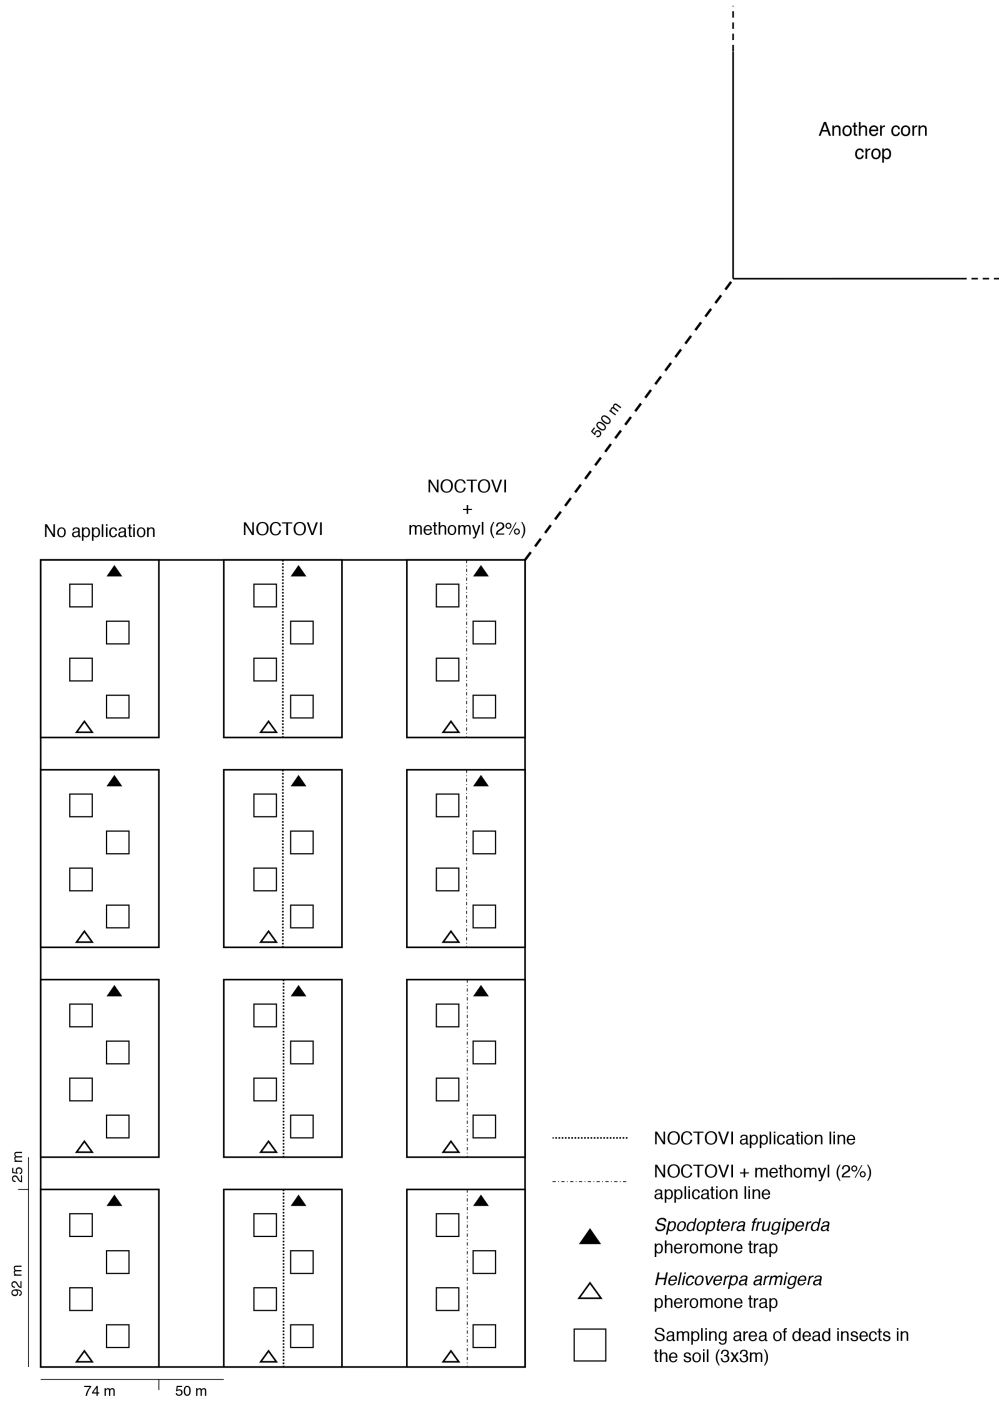 Another corn
crop
500 m
NOCTOVI
+
methomyl (2%)
No application
NOCTOVI
25 m
92 m
74 m
50 m
NOCTOVI application line
NOCTOVI + methomyl (2%)
application line
Spodoptera frugiperda
pheromone trap
Helicoverpa armigera
pheromone trap
Sampling area of dead insects in
the soil (3x3m)